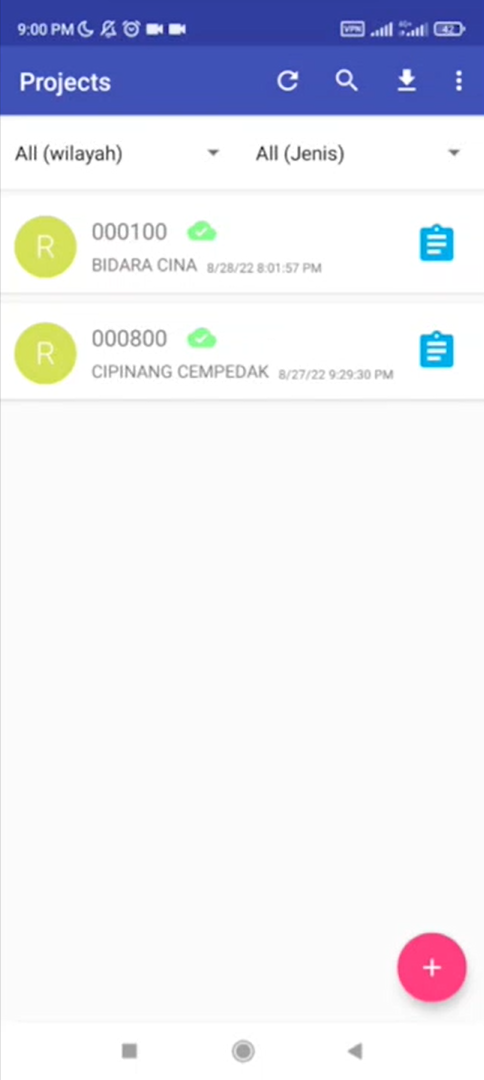 9:00 PM VPN 4G+ 42
Projects
All (wilayah) All (Jenis)
R 000100
BIDARA CINA 8/28/22 8:01:57 PM
R 000800
CIPINANG CEMPEDAK 8/27/22 9:29:30 PM
+